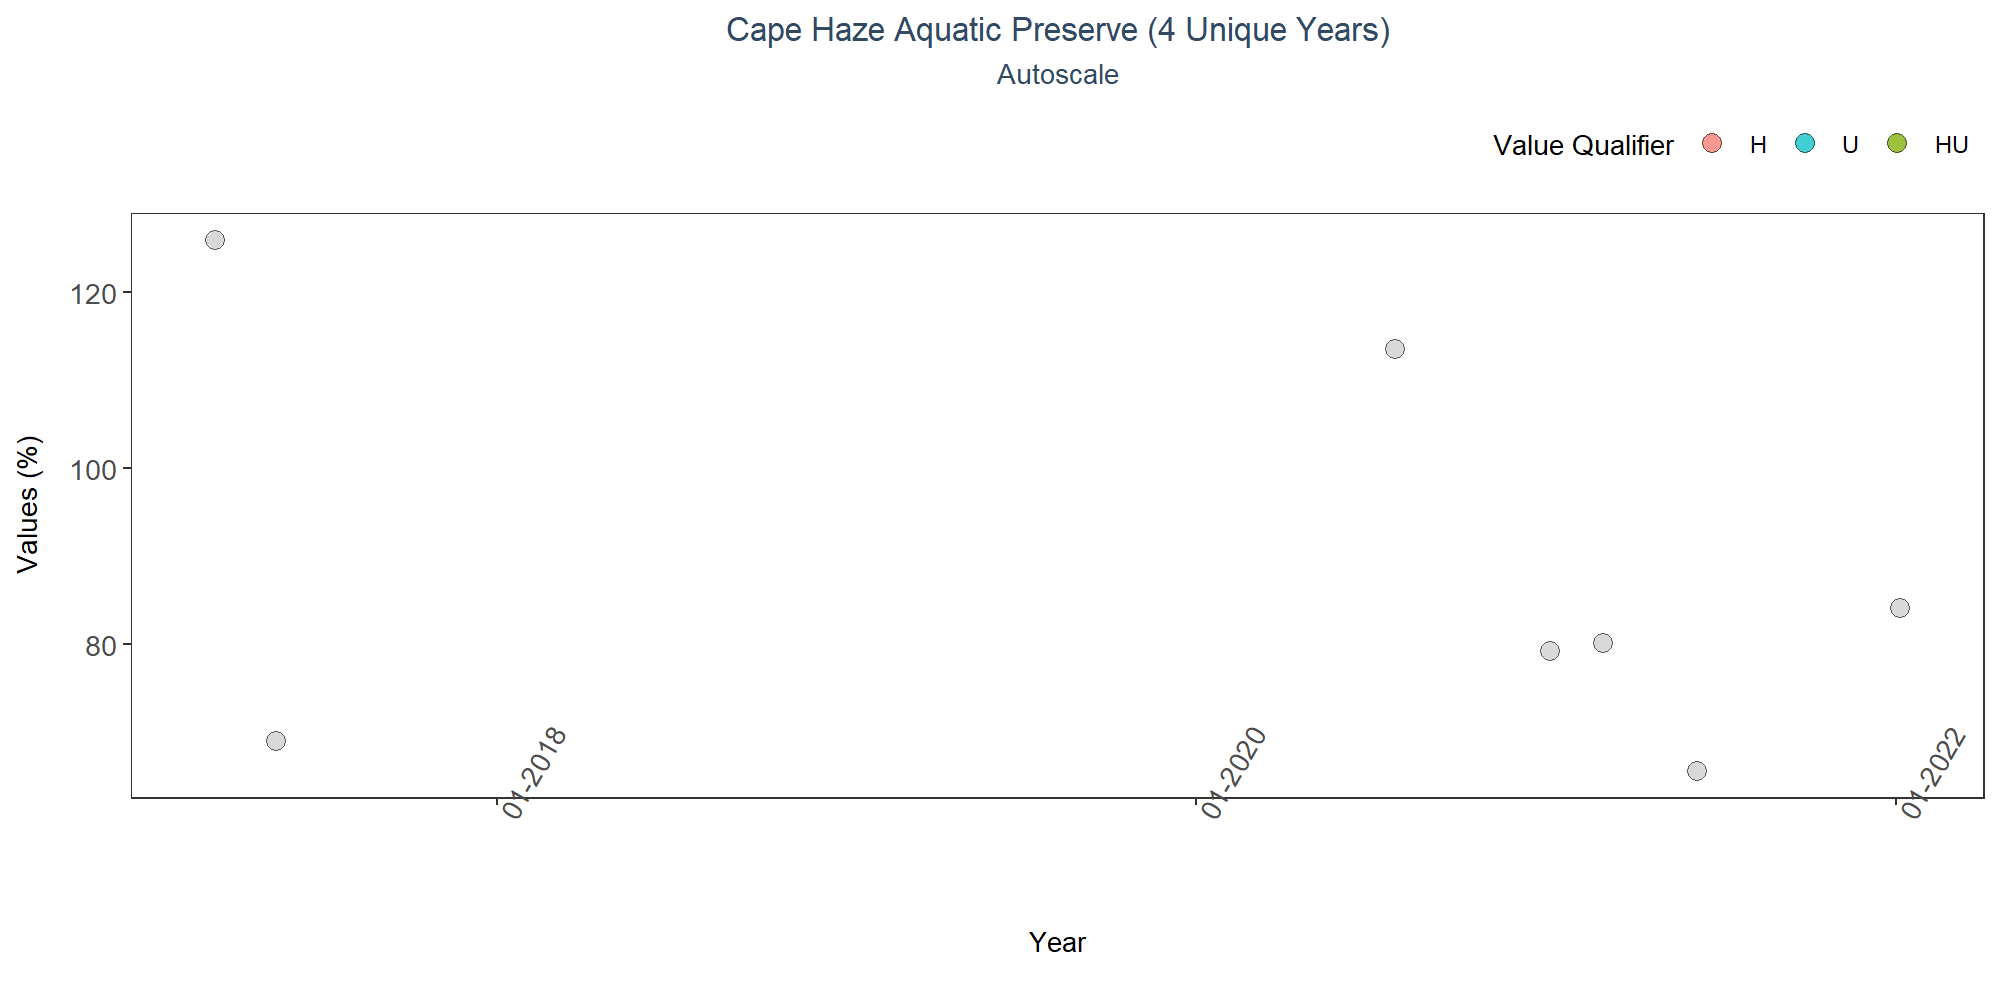 Cape Haze Aquatic Preserve (4 Unique Years)
Autoscale
Value Qualifier H U HU
Values (%)
120
100
80
01-2018
01-2020
01-2022
Year